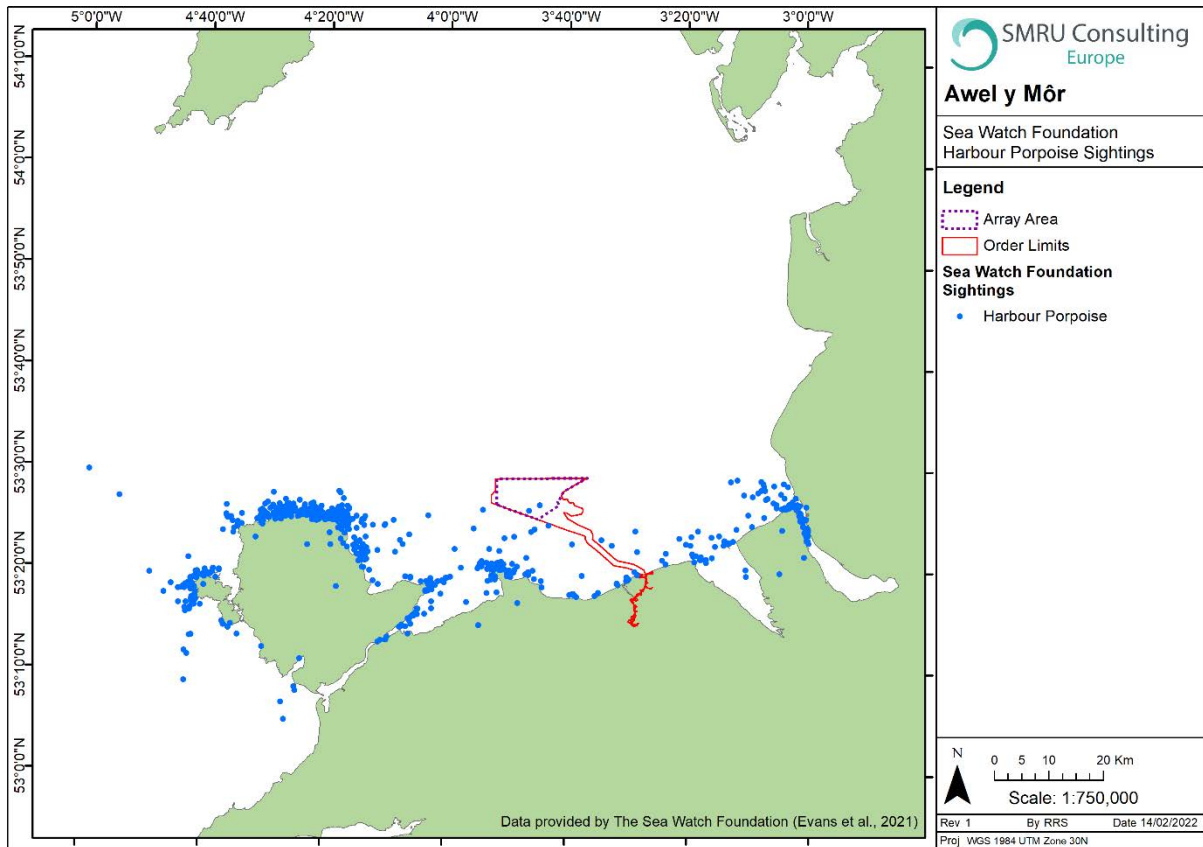 5°0'0"W 4°40'0"W 4°20'0"W 4°0'0"W 3°40'0"W 3°20'0"W 3°0'0"W
54°10'0"N
54°0'0"N
53°50'0"N
53°40'0"N
53°30'0"N
53°20'0"N
53°10'0"N
53°0'0"N
Data provided by The Sea Watch Foundation (Evans et al., 2021)
SMRU Consulting
Europe
Awel y Môr
Sea Watch Foundation
Harbour Porpoise Sightings
Legend
Array Area
Order Limits
Sea Watch Foundation
Sightings
Harbour Porpoise
N
0 5 10 20 Km
Scale: 1:750,000
Rev 1 By RRS Date 14/02/2022
Proj WGS 1984 UTM Zone 30N